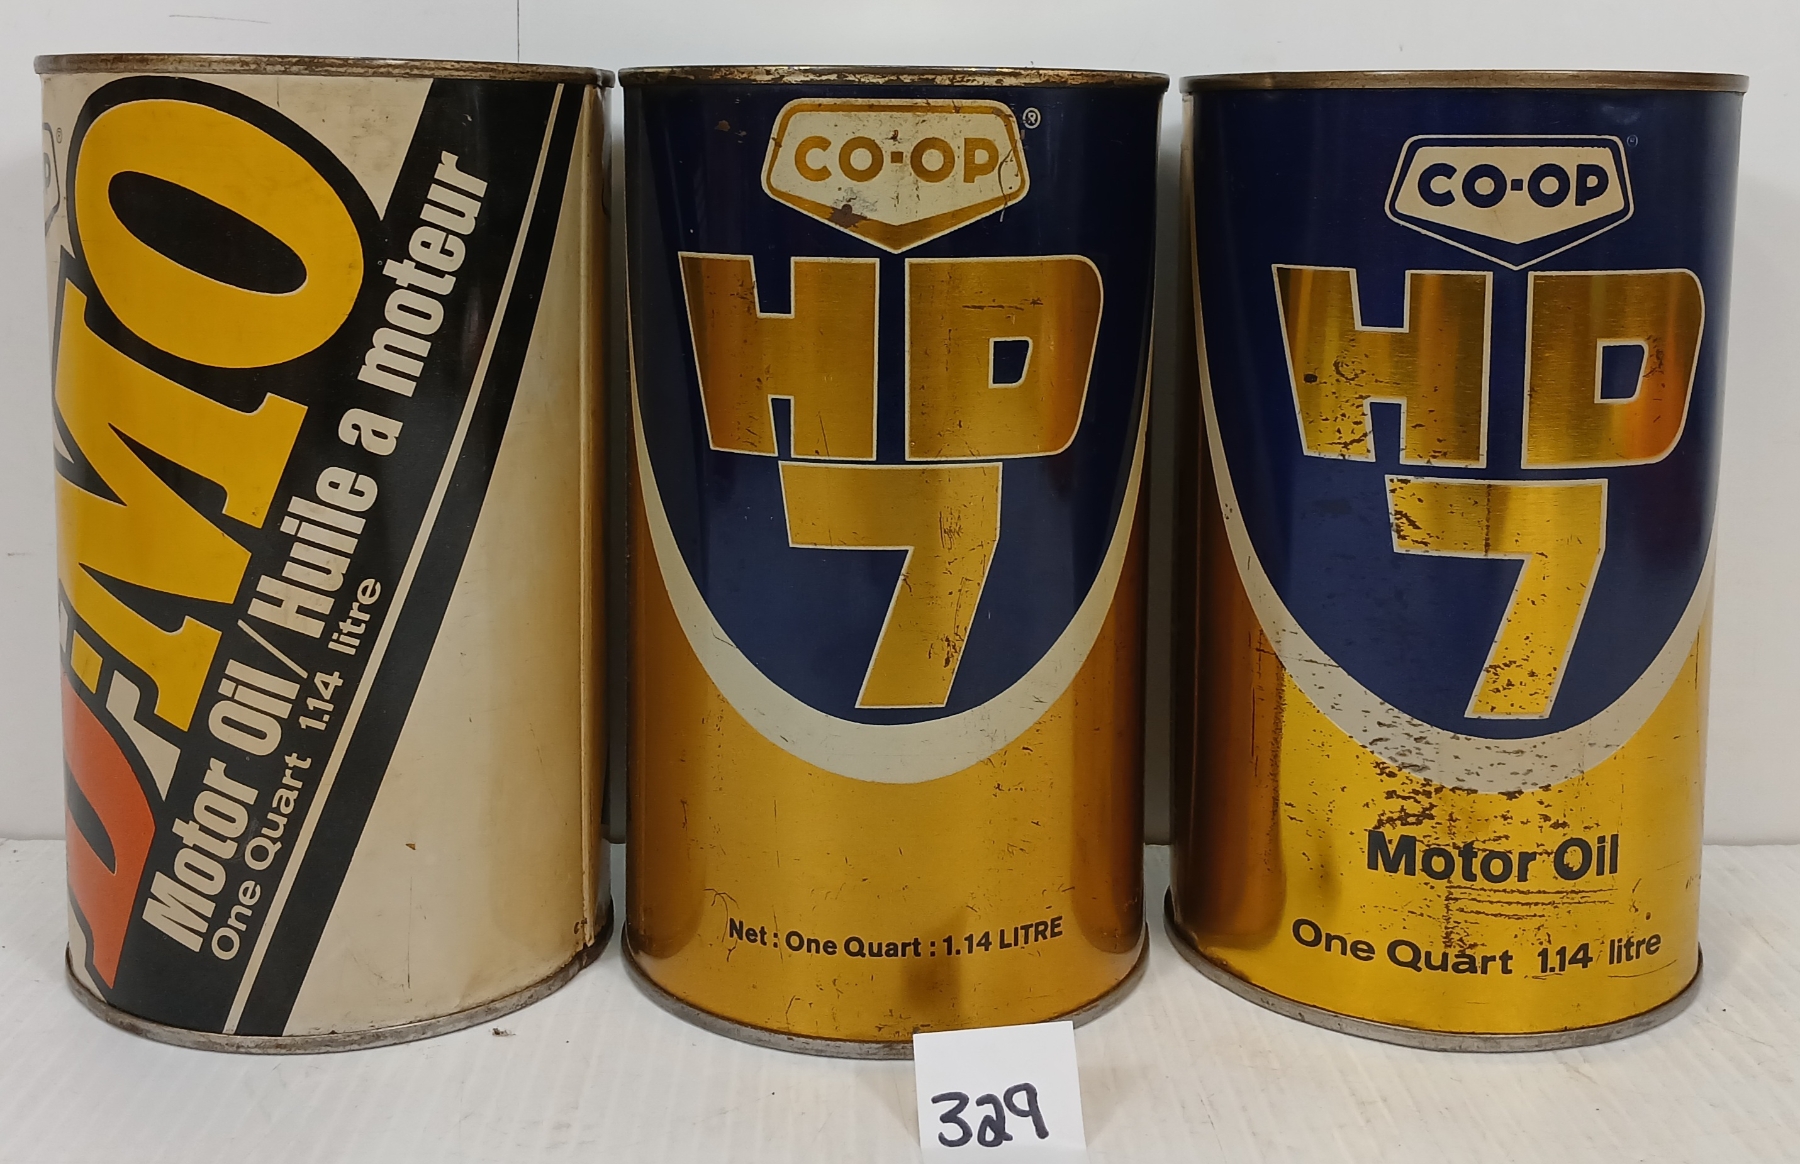 D-MO
Motor Oil/Huile a moteur
One Quart 1.14 litre
CO-OP ®
HD
7
Net: One Quart: 1.14 LITRE
CO-OP ®
HD
7
Motor Oil
One Quart 1.14 litre
329